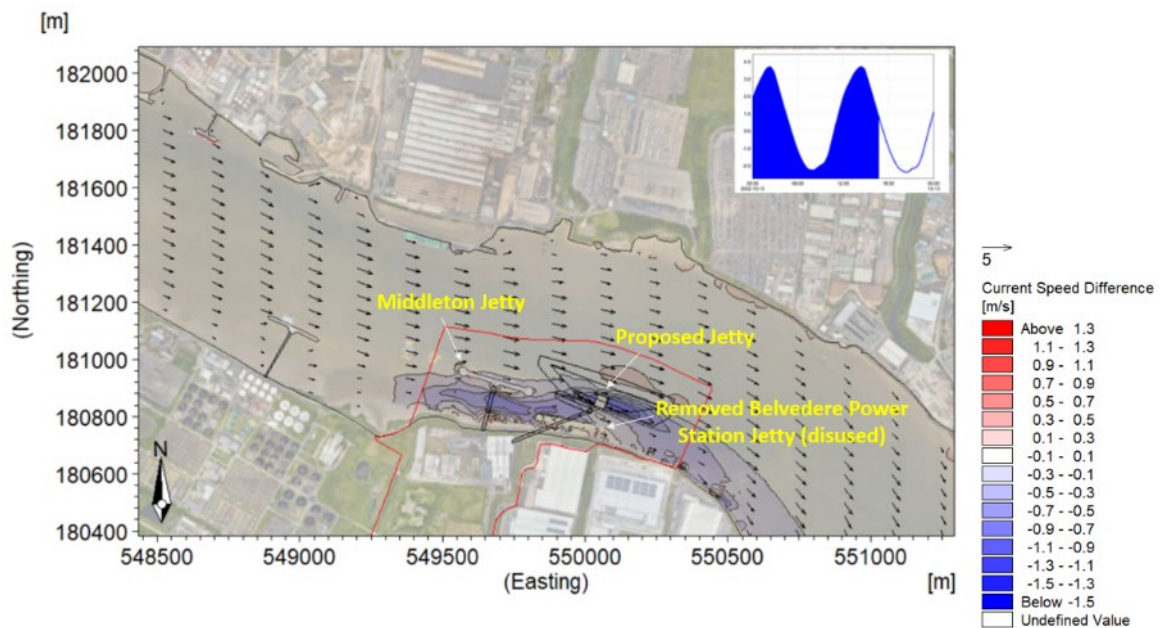 [m]
182000
181800
181600
181400
181200
181000
180800
180600
180400
(Northing)
Middleton Jetty
Proposed Jetty
Removed Belvedere Power
Station Jetty (disused)
N
548500
549000
549500
550000
550500
551000
(Easting)
[m]
5
Current Speed Difference
[m/s]
Above 1.3
1.1 - 1.3
0.9 - 1.1
0.7 - 0.9
0.5 - 0.7
0.3 - 0.5
0.1 - 0.3
-0.1 - 0.1
-0.3 - -0.1
-0.5 - -0.3
-0.7 - -0.5
-0.9 - -0.7
-1.1 - -0.9
-1.3 - -1.1
-1.5 - -1.3
Below -1.5
Undefined Value